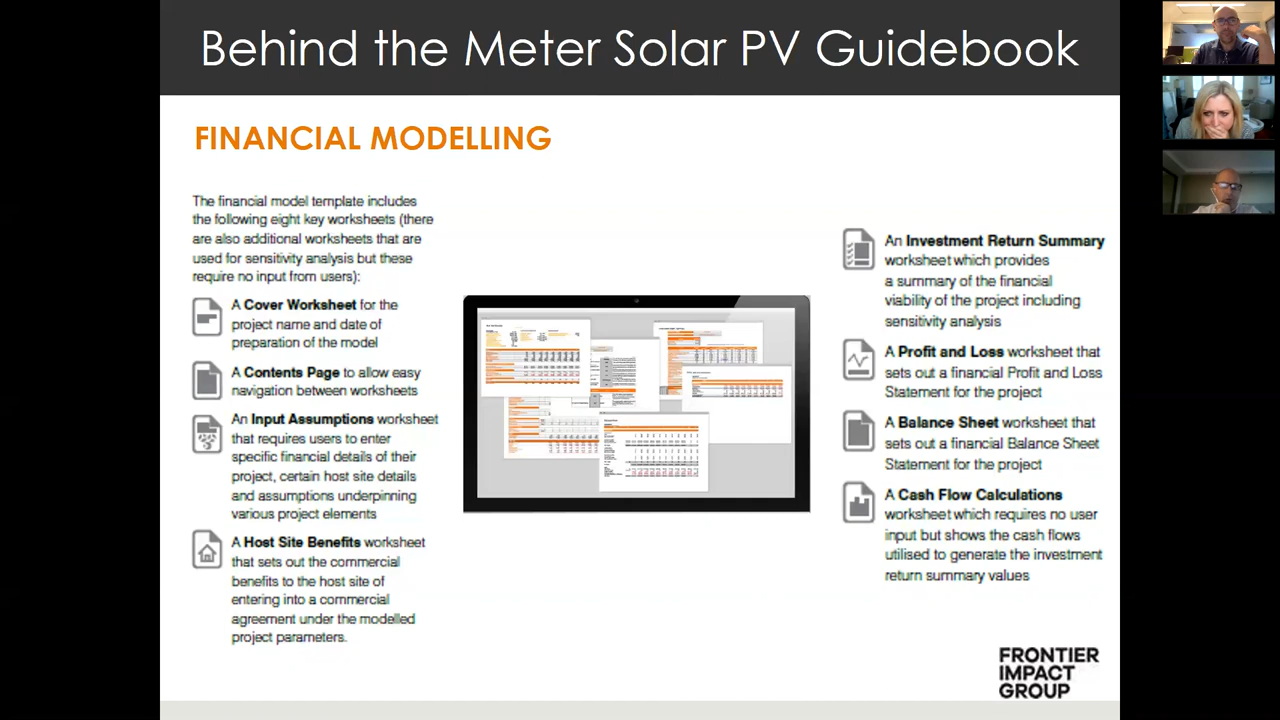 Behind the Meter Solar PV Guidebook
FINANCIAL MODELLING
The financial model template includes
the following eight key worksheets (there
are also additional worksheets that are
used for sensitivity analysis but these
require no input from users):
A Cover Worksheet for the
project name and date of
preparation of the model
A Contents Page to allow easy
navigation between worksheets
An Input Assumptions worksheet
that requires users to enter
specific financial details of their
project, certain host site details
and assumptions underpinning
various project elements
A Host Site Benefits worksheet
that sets out the commercial
benefits to the host site of
entering into a commercial
agreement under the modelled
project parameters.
An Investment Return Summary
worksheet which provides
a summary of the financial
viability of the project including
sensitivity analysis
A Profit and Loss worksheet that
sets out a financial Profit and Loss
Statement for the project
A Balance Sheet worksheet that
sets out a financial Balance Sheet
Statement for the project
A Cash Flow Calculations
worksheet which requires no user
input but shows the cash flows
utilised to generate the investment
return summary values
FRONTIER
IMPACT
GROUP